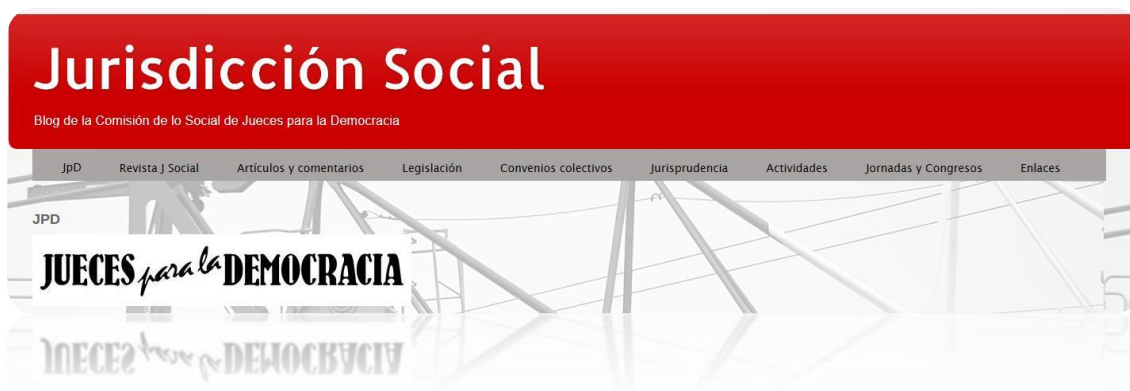 Jurisdicción Social
Blog de la Comisión de lo Social de Jueces para la Democracia
JpD Revista J Social Artículos y comentarios Legislación Convenios colectivos Jurisprudencia Actividades Jornadas y Congresos Enlaces
JPD
JUECES para la DEMOCRACIA